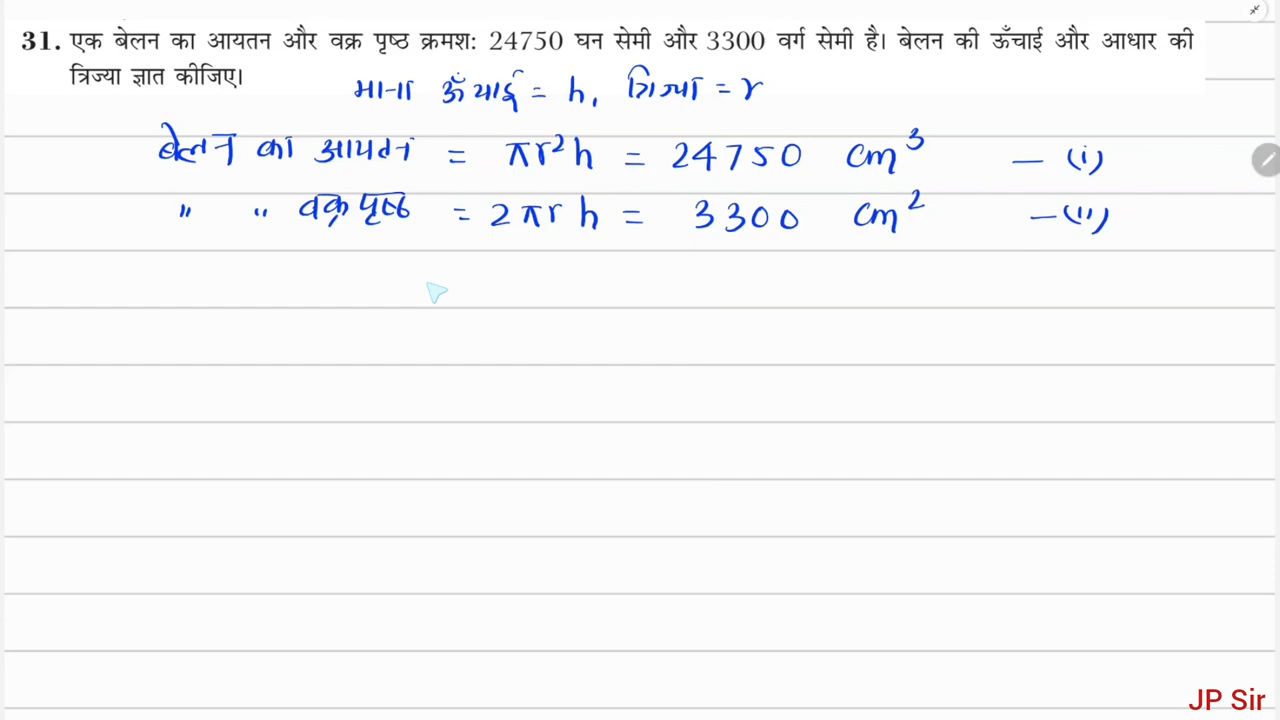 31. एक बेलन का आयतन और वक्र पृष्ठ क्रमश: 24750 घन सेमी और 3300 वर्ग सेमी है। बेलन की ऊँचाई और आधार की
त्रिज्या ज्ञात कीजिए।
माना ऊँचाई = h, त्रिज्या = r
बेलन का आयतन = πr²h = 24750 cm³ — (i)
" " वक्र पृष्ठ = 2πrh = 3300 cm² — (ii)
JP Sir